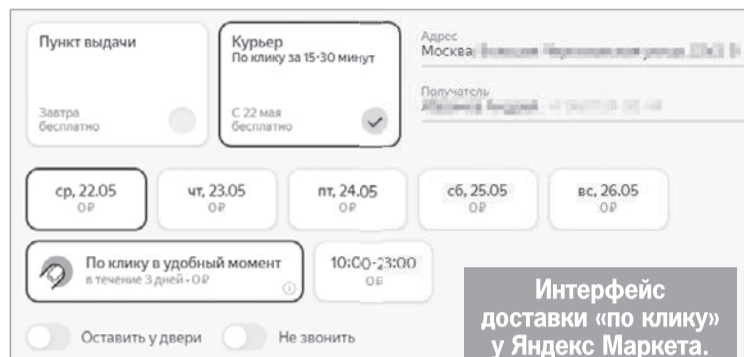 Пункт выдачи
Завтра
бесплатно
Курьер
По клику за 15-30 минут
С 22 мая
бесплатно
Адрес
Москва
Получатель
ср, 22.05
0₽
чт, 23.05
0₽
пт, 24.05
0₽
сб, 25.05
0₽
вс, 26.05
0₽
По клику в удобный момент
в течение 3 дней • 0₽
10:00-23:00
0₽
Оставить у двери
Не звонить
Интерфейс
доставки «по клику»
у Яндекс Маркета.